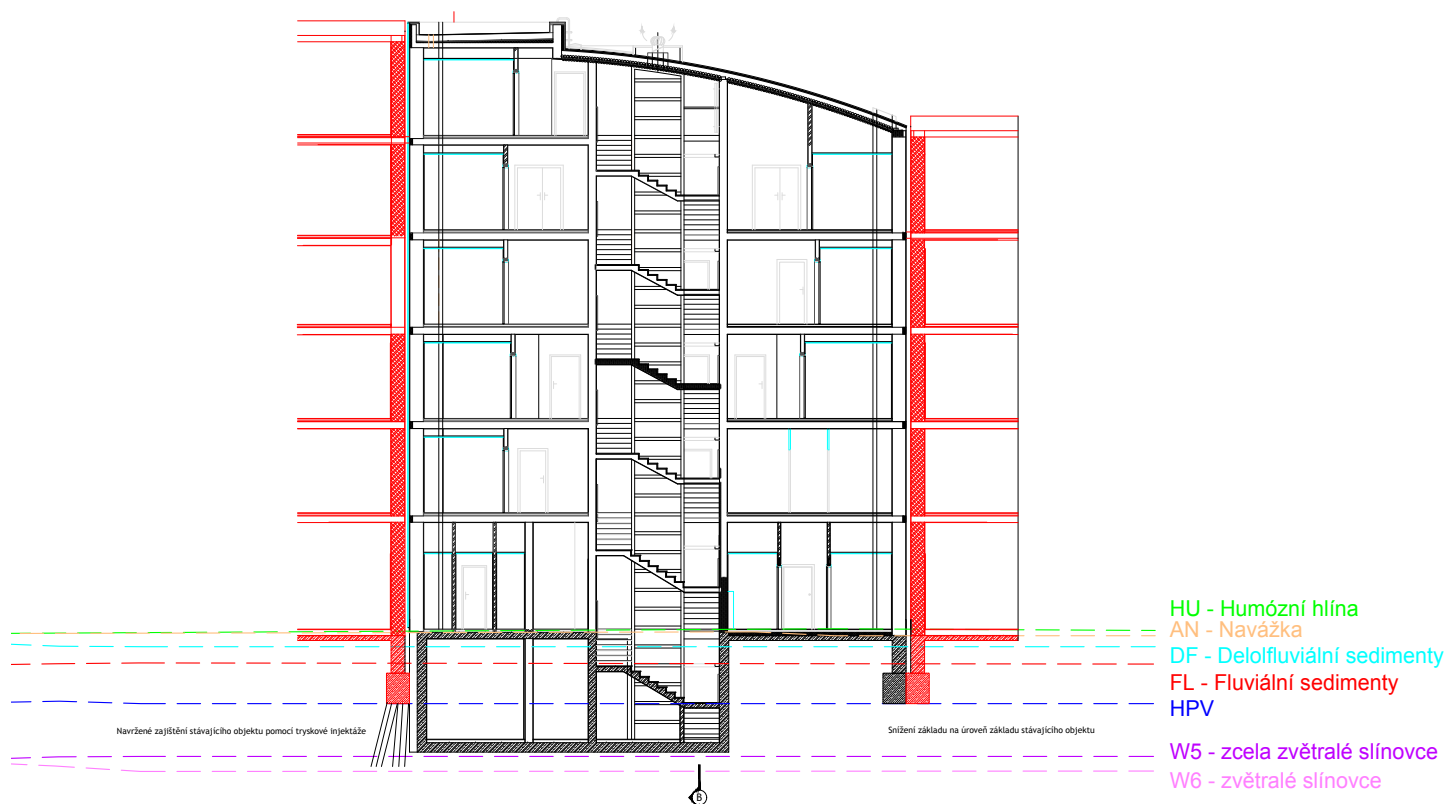 HU - Humózní hlína
AN - Navážka
DF - Delolfluviální sedimenty
FL - Fluviální sedimenty
HPV
Navržené zajištění stávajícího objektu pomocí tryskové injektáže
Snížení základu na úroveň základu stávajícího objektu
W5 - zcela zvětralé slínovce
W6 - zvětralé slínovce
B